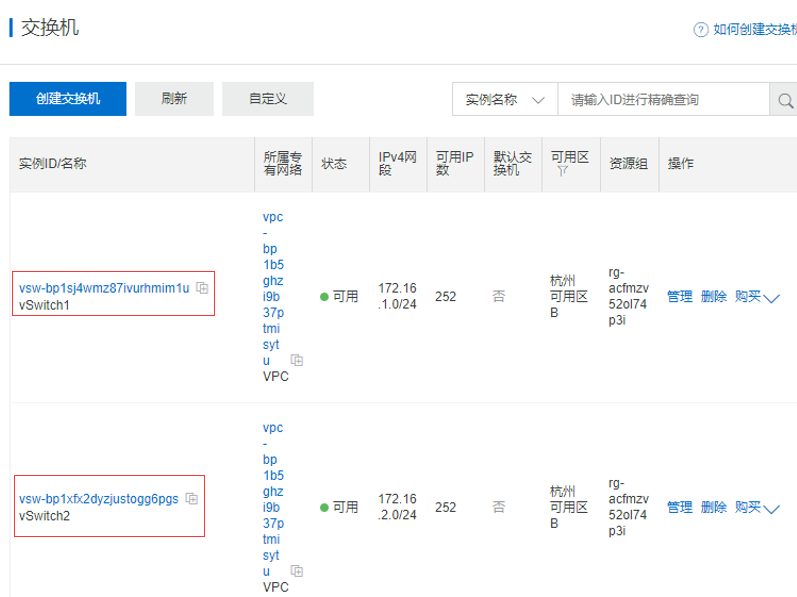 交换机
如何创建交换机
创建交换机
刷新
自定义
实例名称
请输入ID进行精确查询
实例ID/名称
所属专
有网络
状态
IPv4网
段
可用IP
数
默认交
换机
可用区
资源组
操作
vsw-bp1sj4wmz87ivurhmim1u
vSwitch1
vpc
-
bp
1b5
ghz
i9b
37p
tmi
syt
u
VPC
可用
172.16
.1.0/24
252
否
杭州
可用区
B
rg-
acfmzv
52ol74
p3i
管理 删除 购买
vsw-bp1xfx2dyzjustogg6pgs
vSwitch2
vpc
-
bp
1b5
ghz
i9b
37p
tmi
syt
u
VPC
可用
172.16
.2.0/24
252
否
杭州
可用区
B
rg-
acfmzv
52ol74
p3i
管理 删除 购买